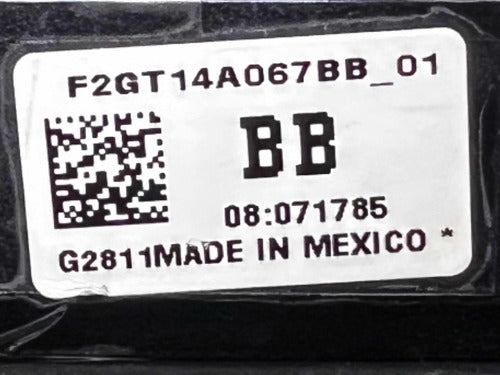 F2GT14A067BB_01
BB
08:071785
G2811MADE IN MEXICO *